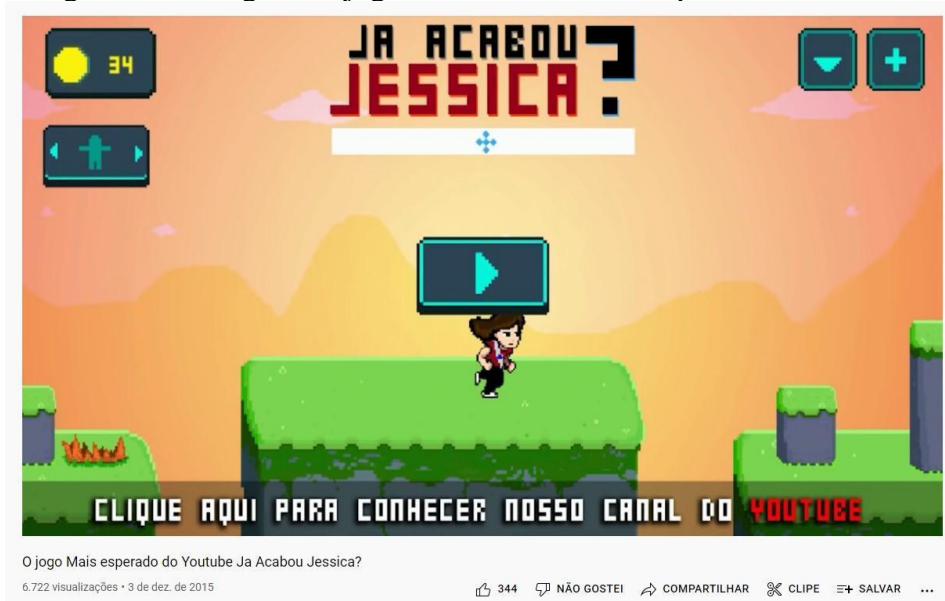 34
JA ACABOU
JESSICA?
CLIQUE AQUI PARA CONHECER NOSSO CANAL DO YOUTUBE
O jogo Mais esperado do Youtube Ja Acabou Jessica?
6.722 visualizações • 3 de dez. de 2015
344 NÃO GOSTEI COMPARTILHAR CLIPE SALVAR ...